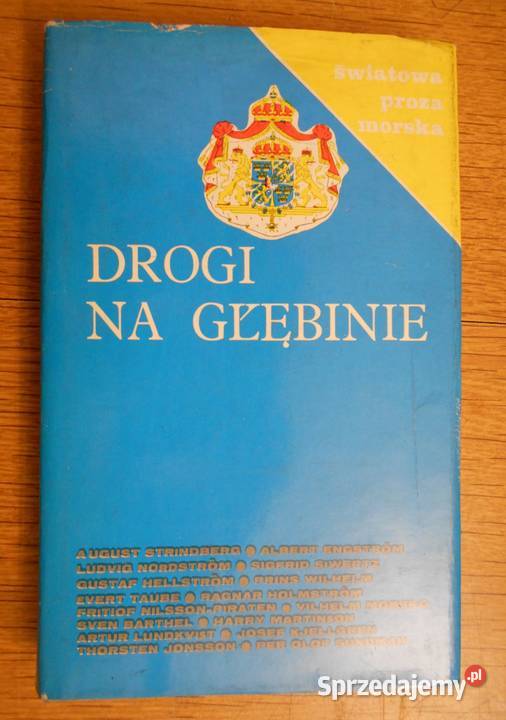 światowa
proza
morska
DROGI
NA GŁĘBINIE
AUGUST STRINDBERG ● ALBERT ENGSTRÖM
LUDVIG NORDSTRÖM ● SIGFRID SIWERTZ
GUSTAF HELLSTRÖM ● PRINS WILHELM
EVERT TAUBE ● RAGNAR HOLMSTRÖM
FRITIOF NILSSON-PIRATEN ● VILHELM MOBERG
SVEN BARTHEL ● HARRY MARTINSON
ARTUR LUNDKVIST ● JOSEF KJELLGREN
THORSTEN JONSSON ● PER OLOF SUNDMAN
Sprzedajemy.pl